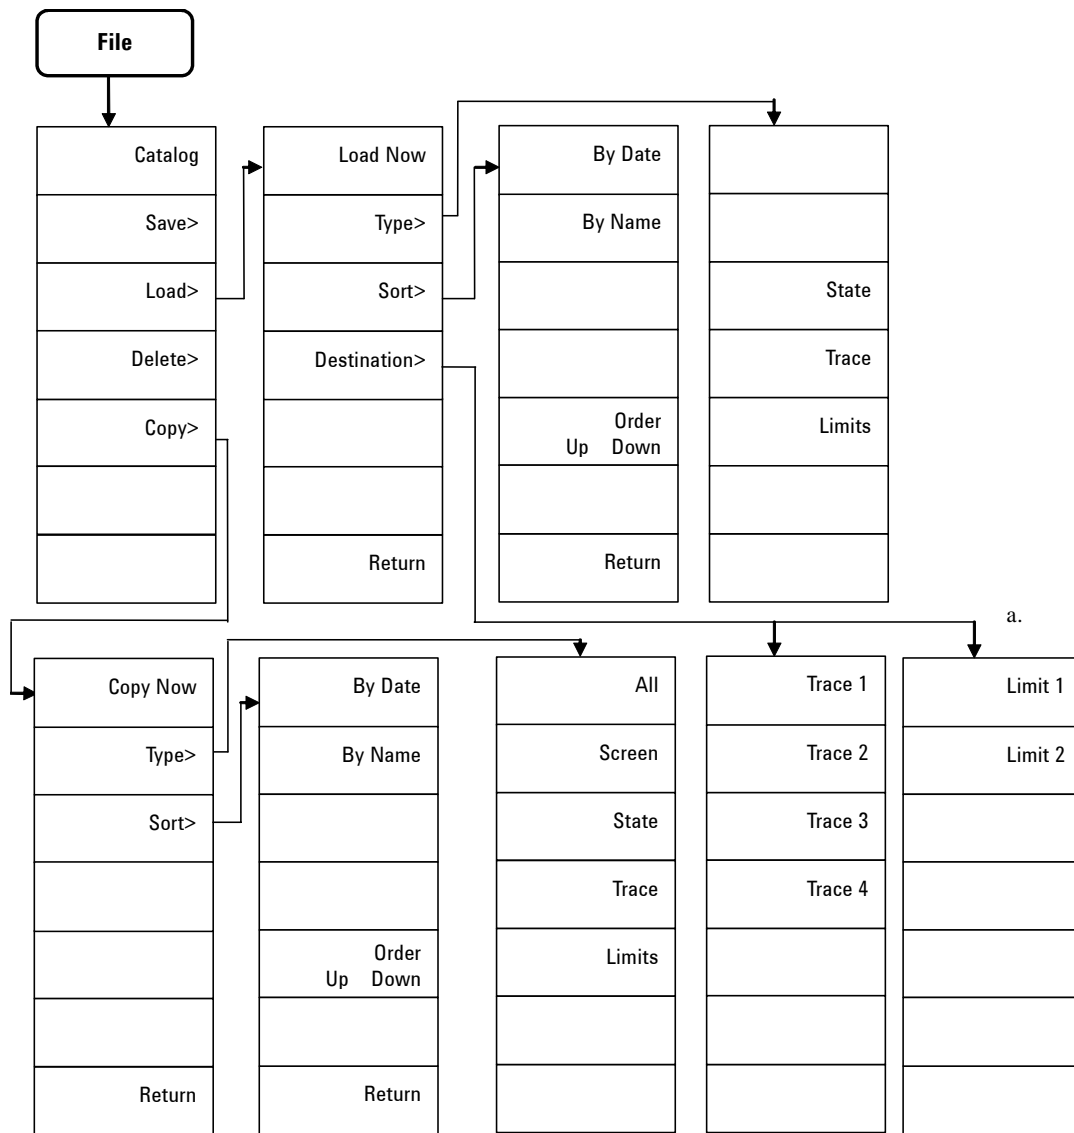 File
Catalog
Save>
Load>
Delete>
Copy>
Load Now
Type>
Sort>
Destination>
Return
By Date
By Name
Order
Up Down
Return
State
Trace
Limits
a.
Copy Now
Type>
Sort>
Return
By Date
By Name
Order
Up Down
Return
All
Screen
State
Trace
Limits
Trace 1
Trace 2
Trace 3
Trace 4
Limit 1
Limit 2